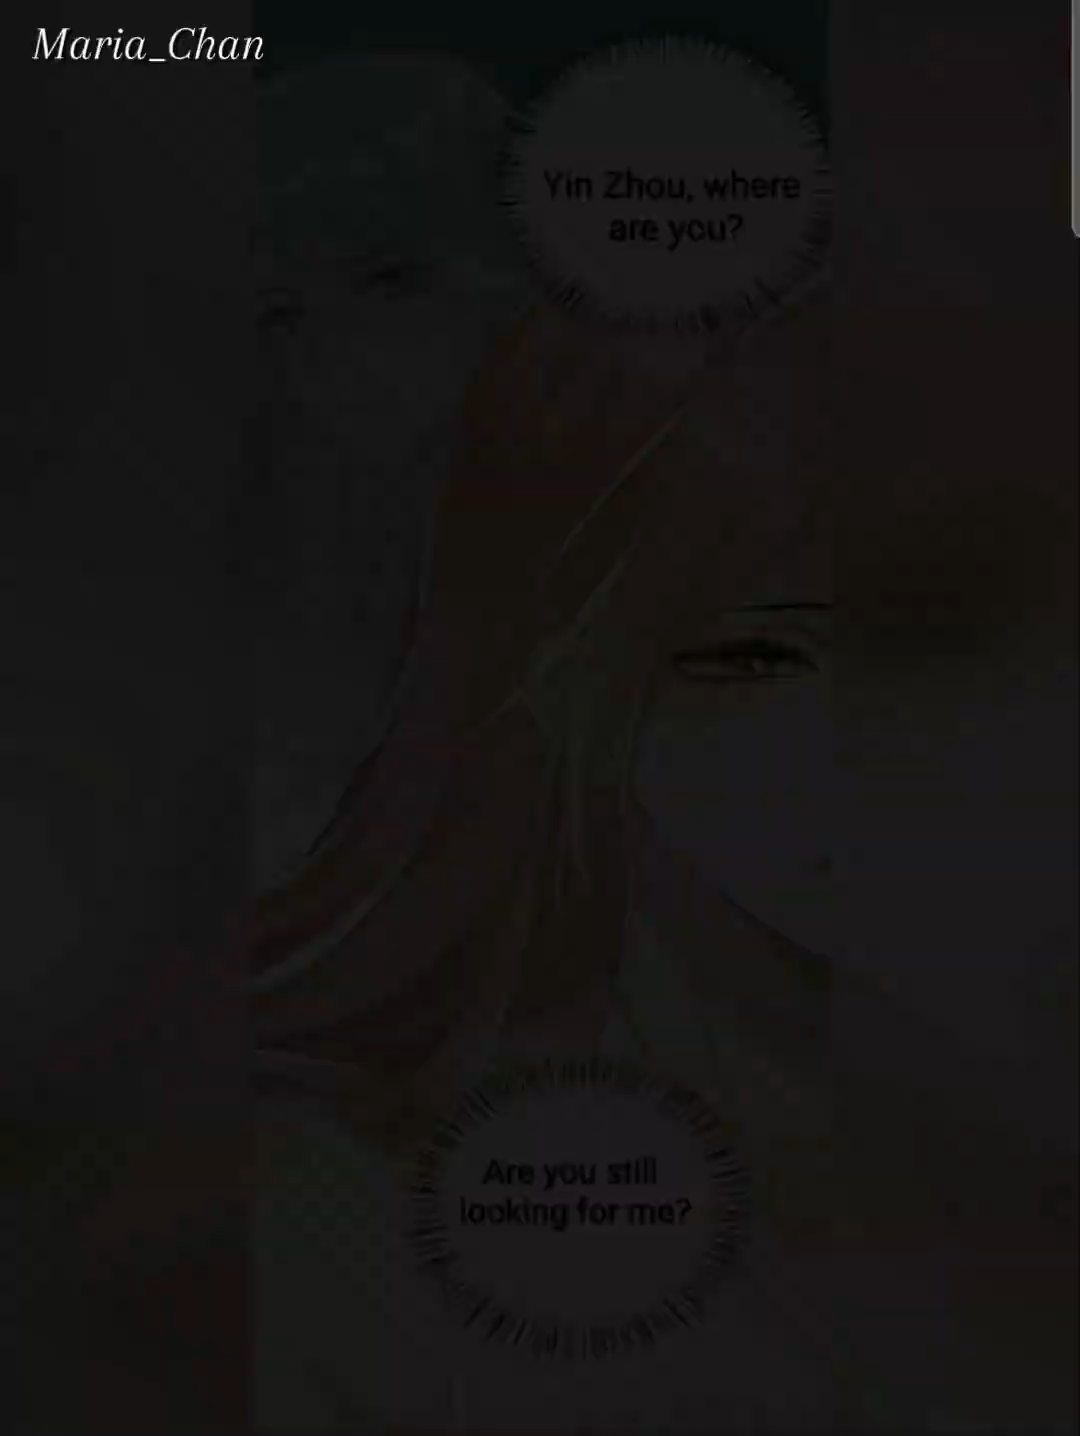 Maria_Chan
Yin Zhou, where
are you?
Are you still
looking for me?